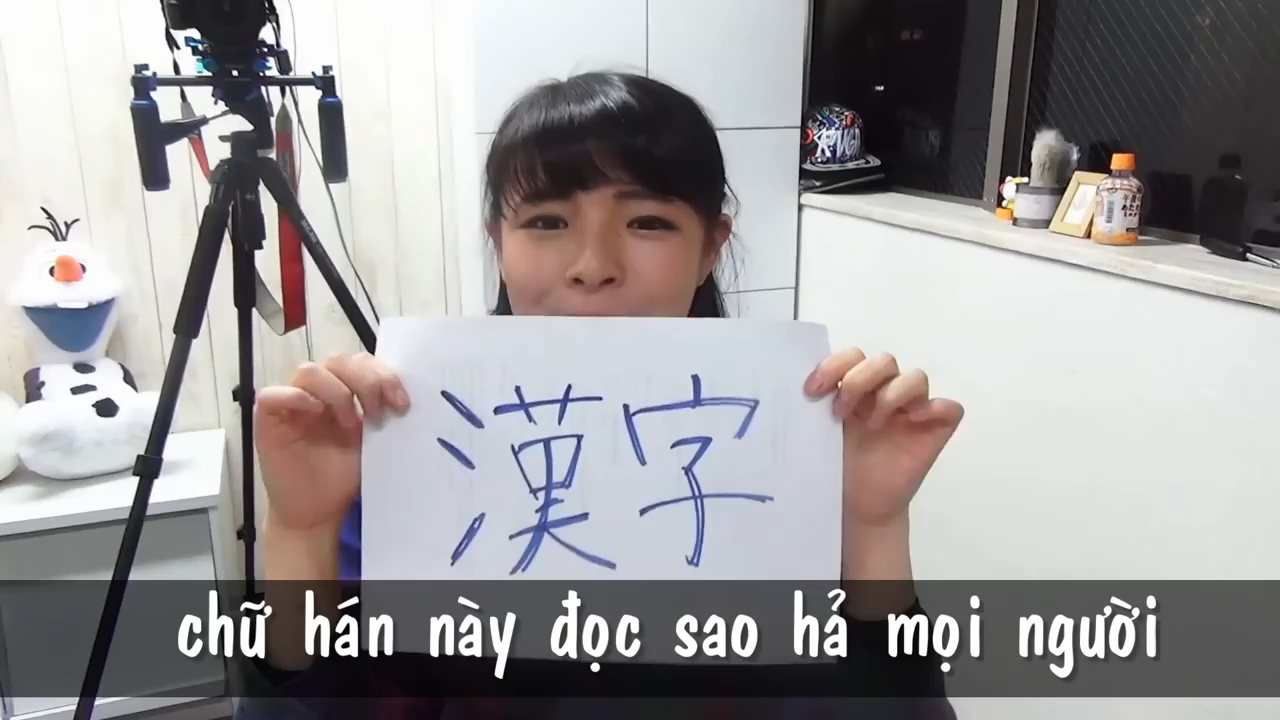 漢字
chữ hán này đọc sao hả mọi người